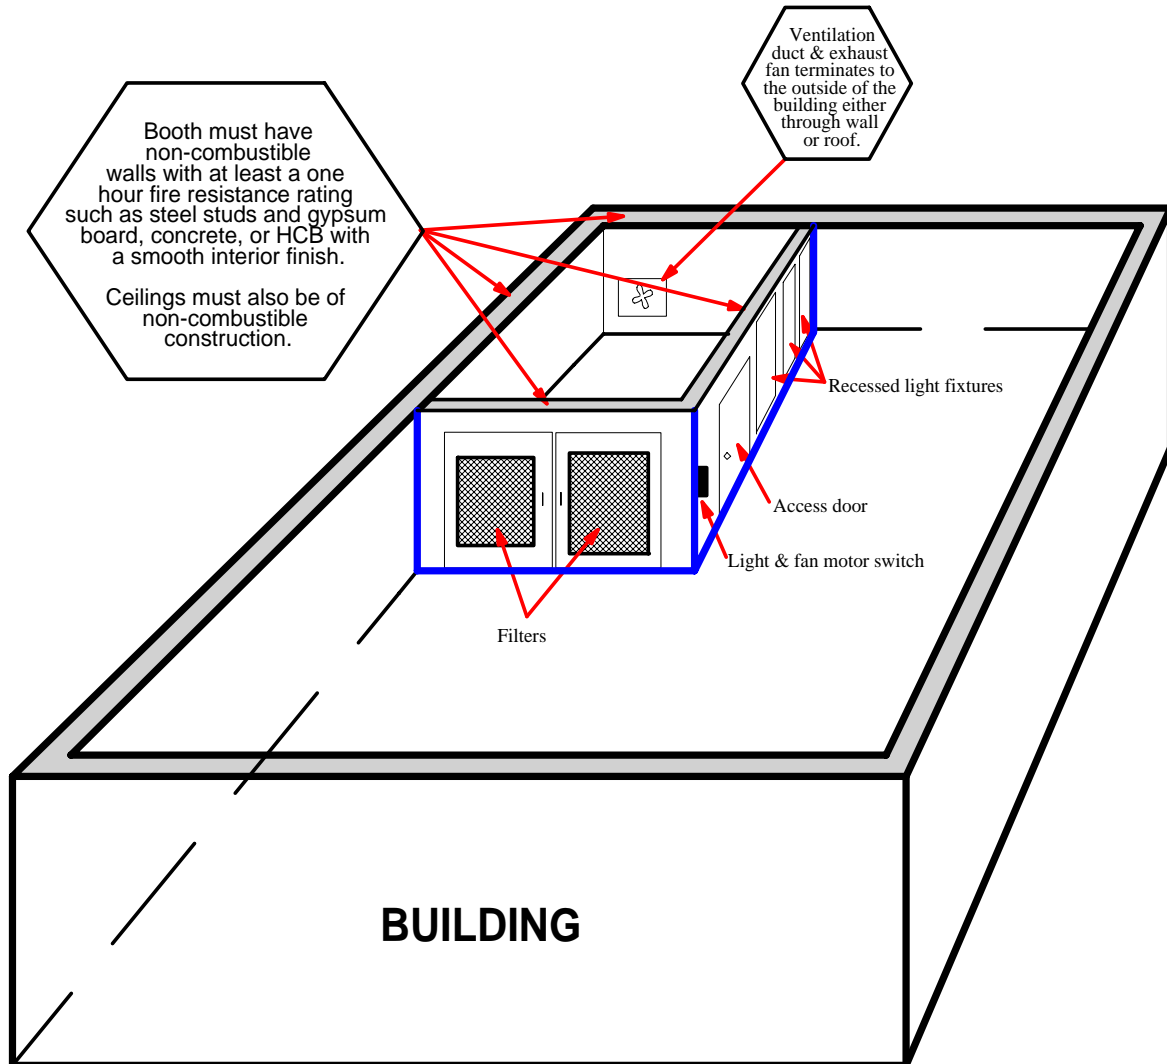 Ventilation
duct & exhaust
fan terminates to
the outside of the
building either
through wall
or roof.
Booth must have
non-combustible
walls with at least a one
hour fire resistance rating
such as steel studs and gypsum
board, concrete, or HCB with
a smooth interior finish.
Ceilings must also be of
non-combustible
construction.
Recessed light fixtures
Access door
Light & fan motor switch
Filters
BUILDING